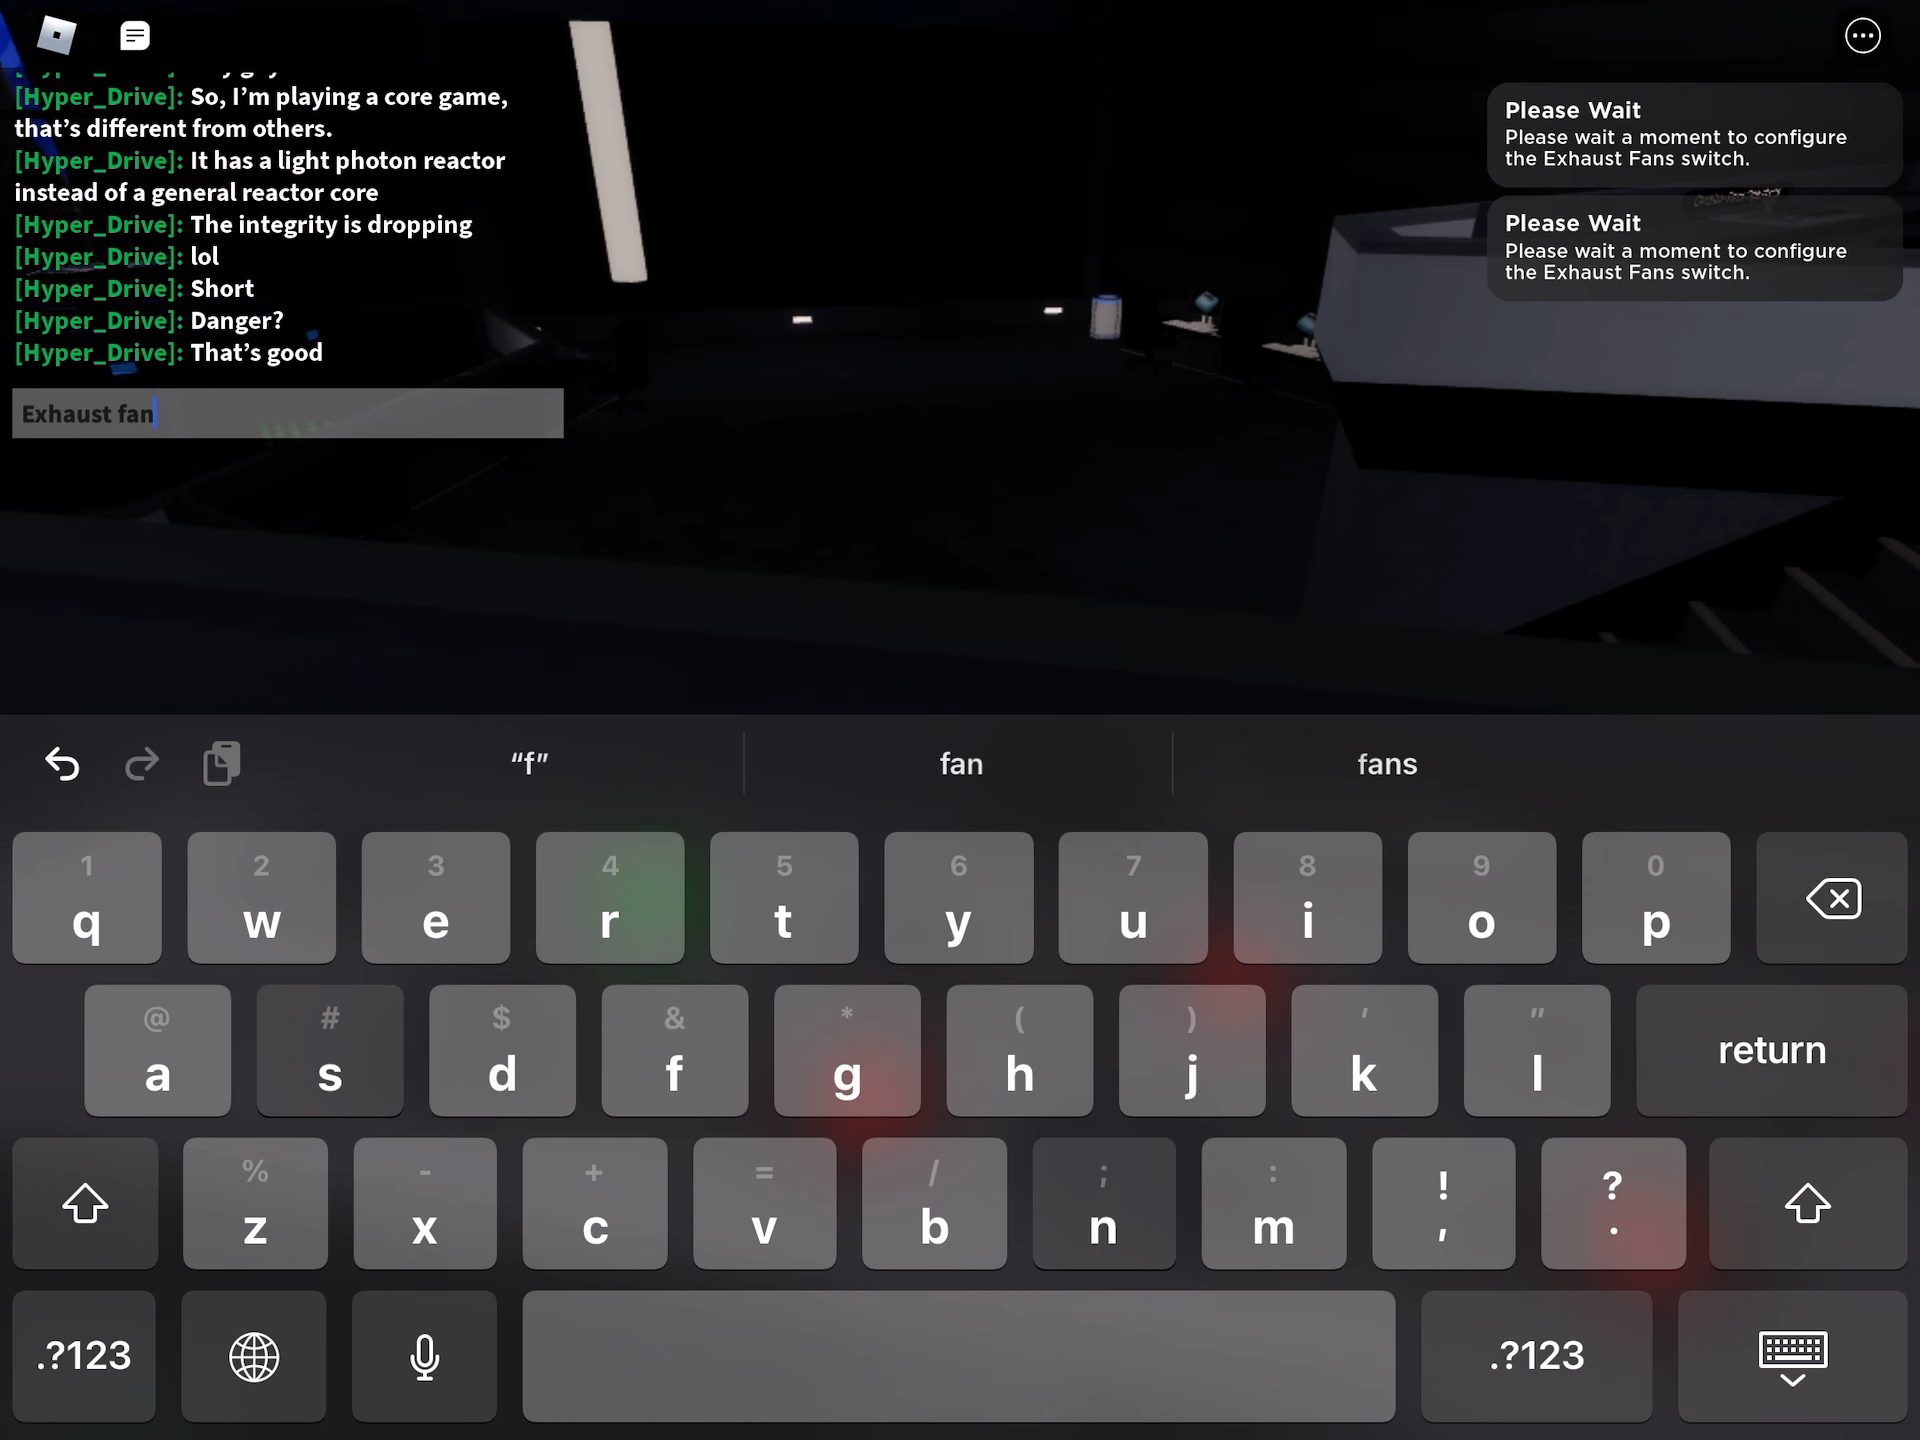 [Hyper_Drive]: So, I'm playing a core game,
that's different from others.
[Hyper_Drive]: It has a light photon reactor
instead of a general reactor core
[Hyper_Drive]: The integrity is dropping
[Hyper_Drive]: lol
[Hyper_Drive]: Short
[Hyper_Drive]: Danger?
[Hyper_Drive]: That's good
Exhaust fan
Please Wait
Please wait a moment to configure
the Exhaust Fans switch.
Please Wait
Please wait a moment to configure
the Exhaust Fans switch.
“f” fan fans
1 2 3 4 5 6 7 8 9 0
q w e r t y u i o p
@ # $ & * ( ) ' "
a s d f g h j k l return
% - + = / ; : ! ?
z x c v b n m , .
.?123 .?123